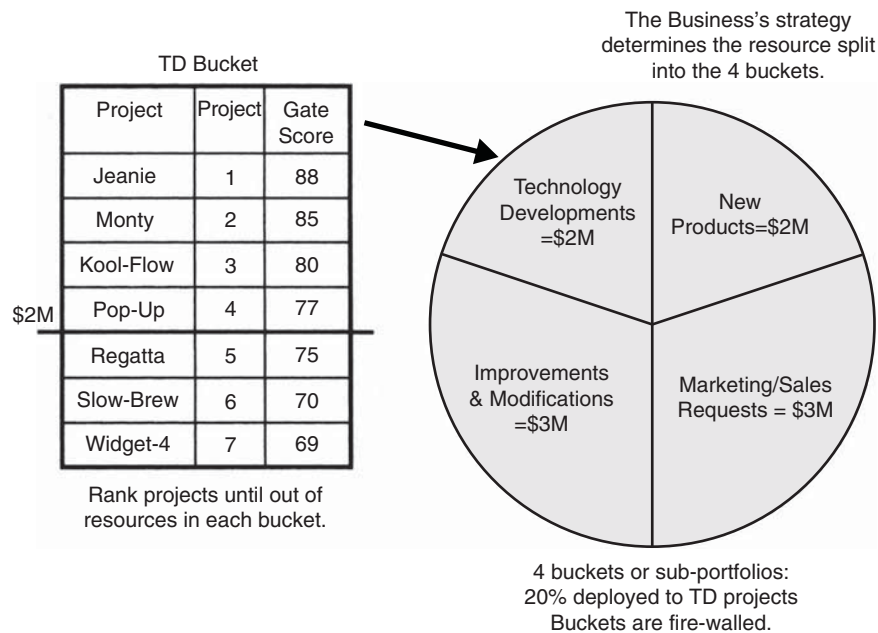 The Business’s strategy
determines the resource split
into the 4 buckets.
TD Bucket
Project Project Gate
Score
Jeanie 1 88
Monty 2 85
Kool-Flow 3 80
Pop-Up 4 77
$2M
Regatta 5 75
Slow-Brew 6 70
Widget-4 7 69
Rank projects until out of
resources in each bucket.
Technology
Developments
=$2M
New
Products=$2M
Improvements
& Modifications
=$3M
Marketing/Sales
Requests = $3M
4 buckets or sub-portfolios:
20% deployed to TD projects
Buckets are fire-walled.